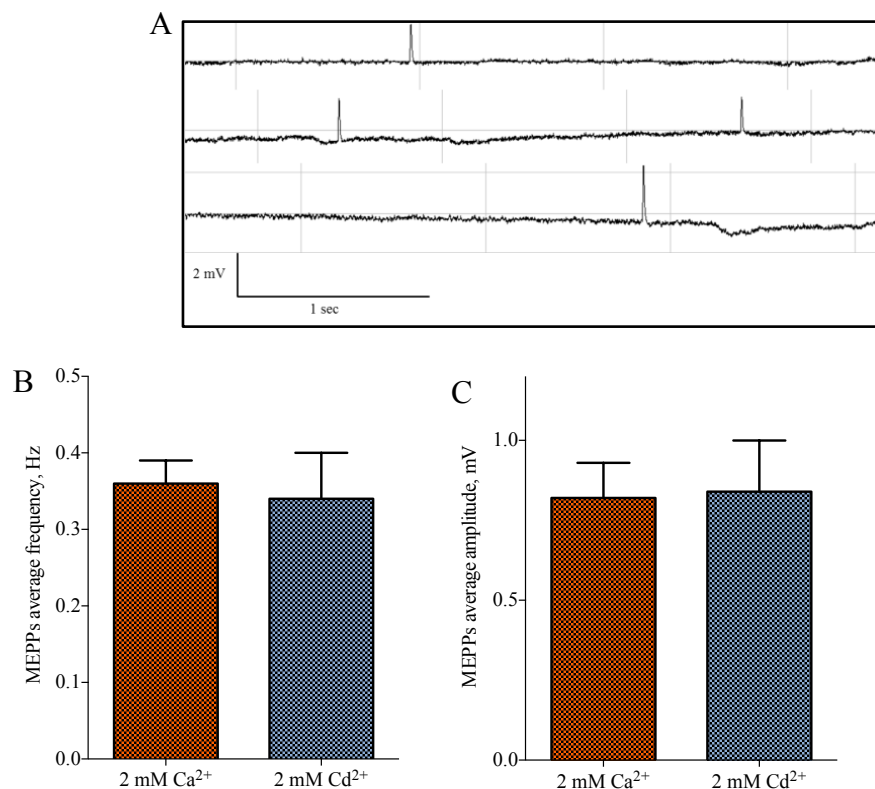 A
2 mV
1 sec
B
MEPPs average frequency, Hz
0.5
0.4
0.3
0.2
0.1
0.0
2 mM Ca²⁺
2 mM Cd²⁺
C
MEPPs average amplitude, mV
1.0
0.5
0.0
2 mM Ca²⁺
2 mM Cd²⁺